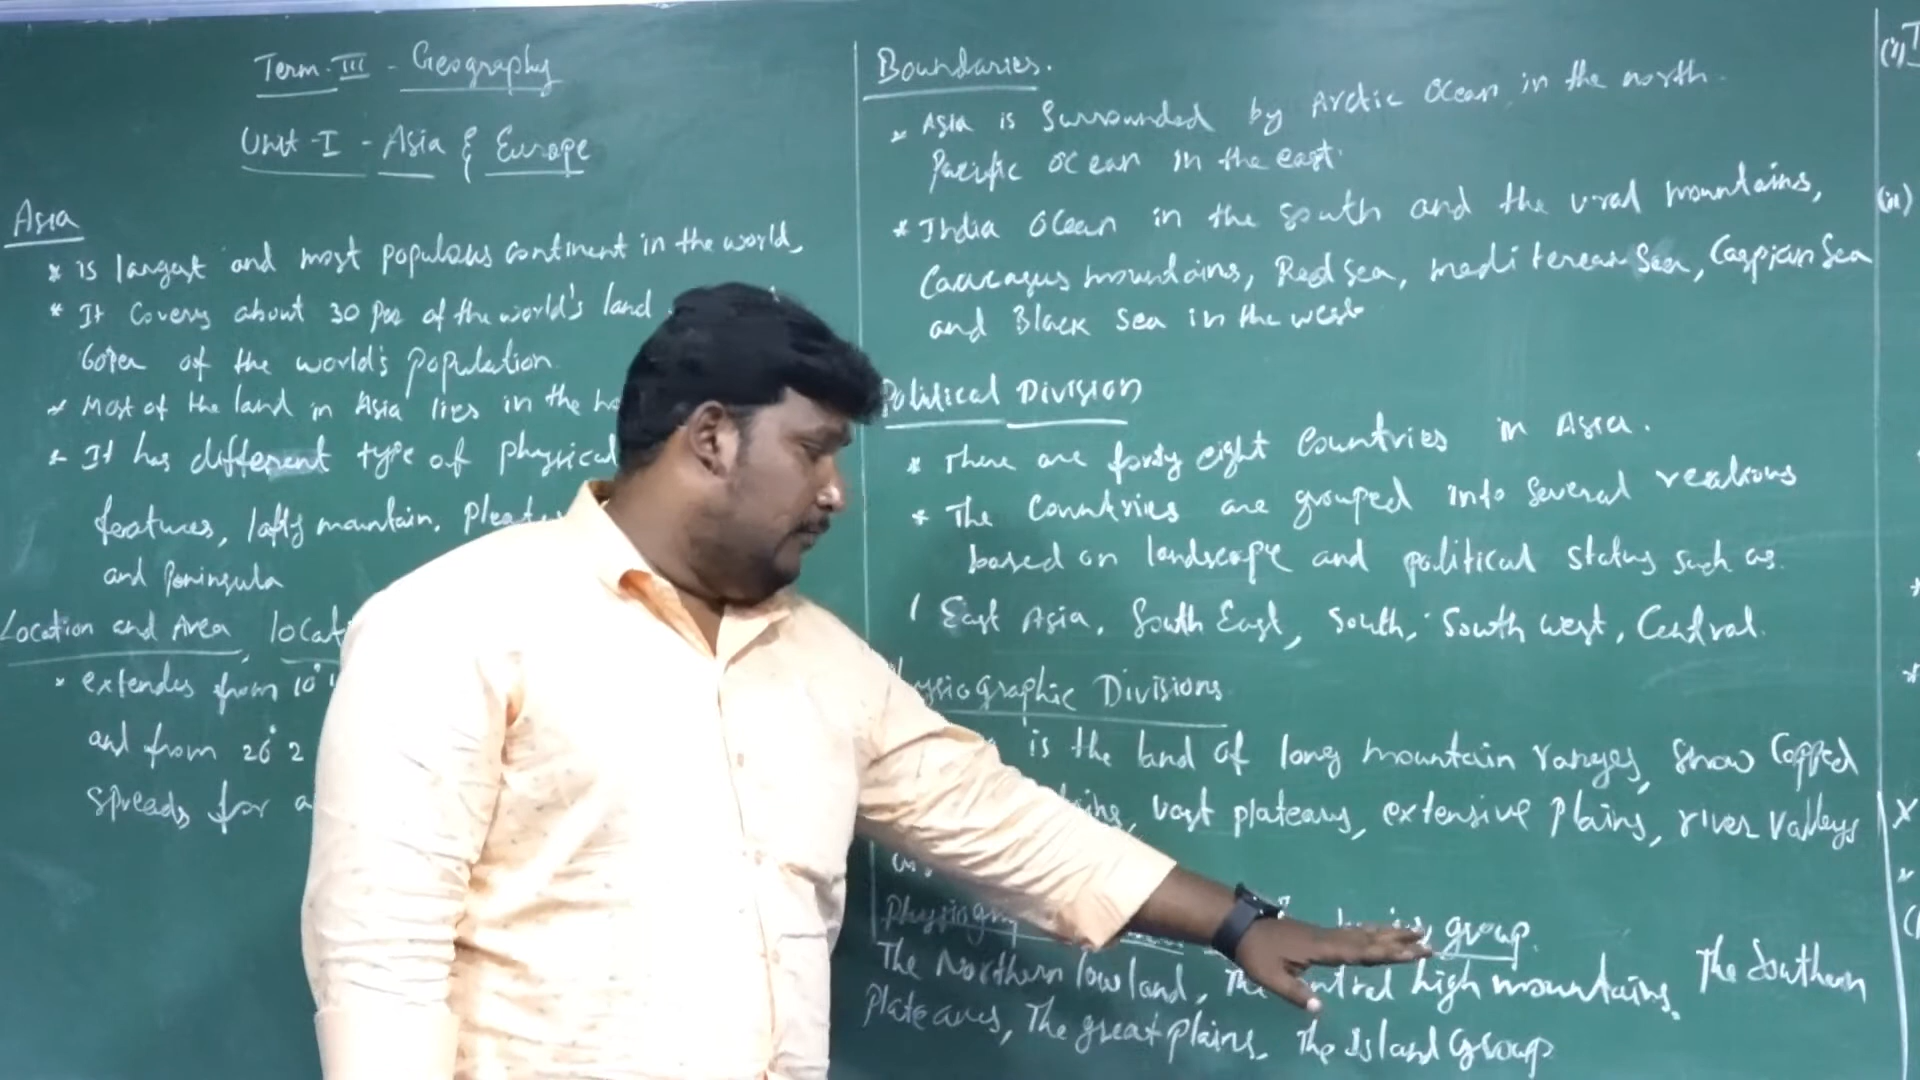 Term-III - Geography
Unit-I - Asia & Europe
Asia
* is largest and most populous continent in the world,
* It Covers about 30 Per of the world's land
60Per of the world's population
* Most of the land in Asia lies in the
* It has different type of physical
features, lofty mountain, Pleat
and Peninsula
Location and Area, locat
* extendes from 10°
and from 26° 2
spreads for a
Boundaries.
* Asia is Surrounded by Arctic Ocean in the north
Pacific Ocean in the east.
* India Ocean in the South and the Ural mountains,
Caucagus mountains, Red Sea, mediterean Sea, Caspian Sea
and Black Sea in the west
Political Division
* There are forty eight Countries in Asia.
* The Countries are grouped into Several realious
based on landscape and political status such as.
East Asia, South East, South, South west, Central.
ysiographic Divisions
is the land of long mountain ranges, Snow Capped
vast plateaus, extensive Plains, river Valleys
Physiog group.
The Northern lowland, The ntral high mountains, The Southern
Plateaus, The great plains, The Island Group
(i) T
(ii)